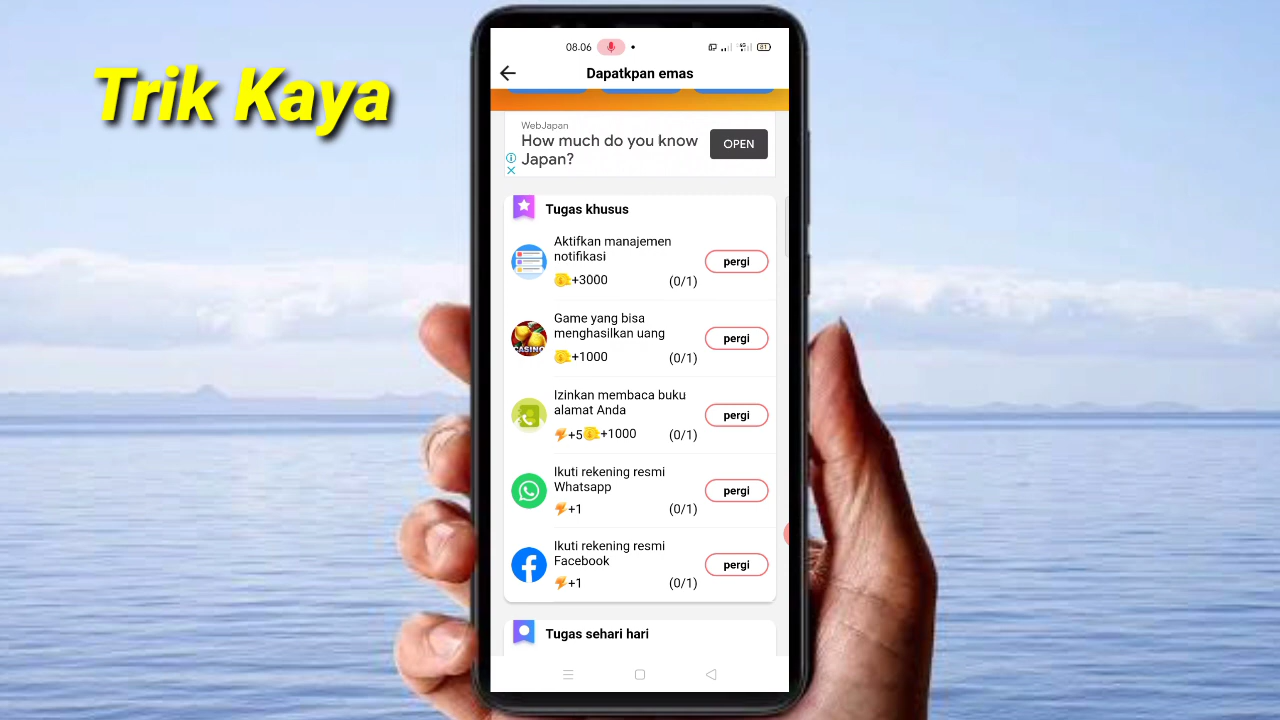 Trik Kaya
08.06
81
Dapatkpan emas
WebJapan
How much do you know
Japan?
OPEN
Tugas khusus
Aktifkan manajemen
notifikasi
+3000
(0/1)
pergi
CASINO
Game yang bisa
menghasilkan uang
+1000
(0/1)
pergi
Izinkan membaca buku
alamat Anda
+5 +1000
(0/1)
pergi
Ikuti rekening resmi
Whatsapp
+1
(0/1)
pergi
Ikuti rekening resmi
Facebook
+1
(0/1)
pergi
Tugas sehari hari